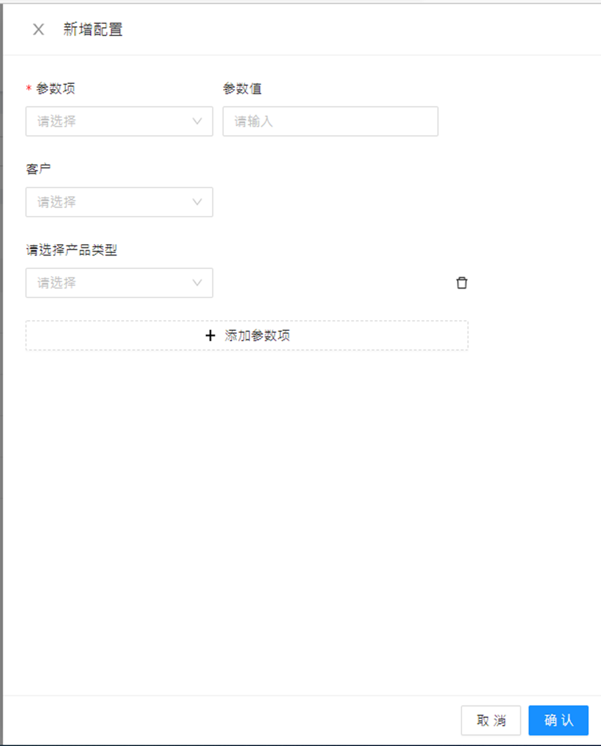 新增配置
* 参数项 参数值
请选择 请输入
客户
请选择
请选择产品类型
请选择
添加参数项
取消 确认